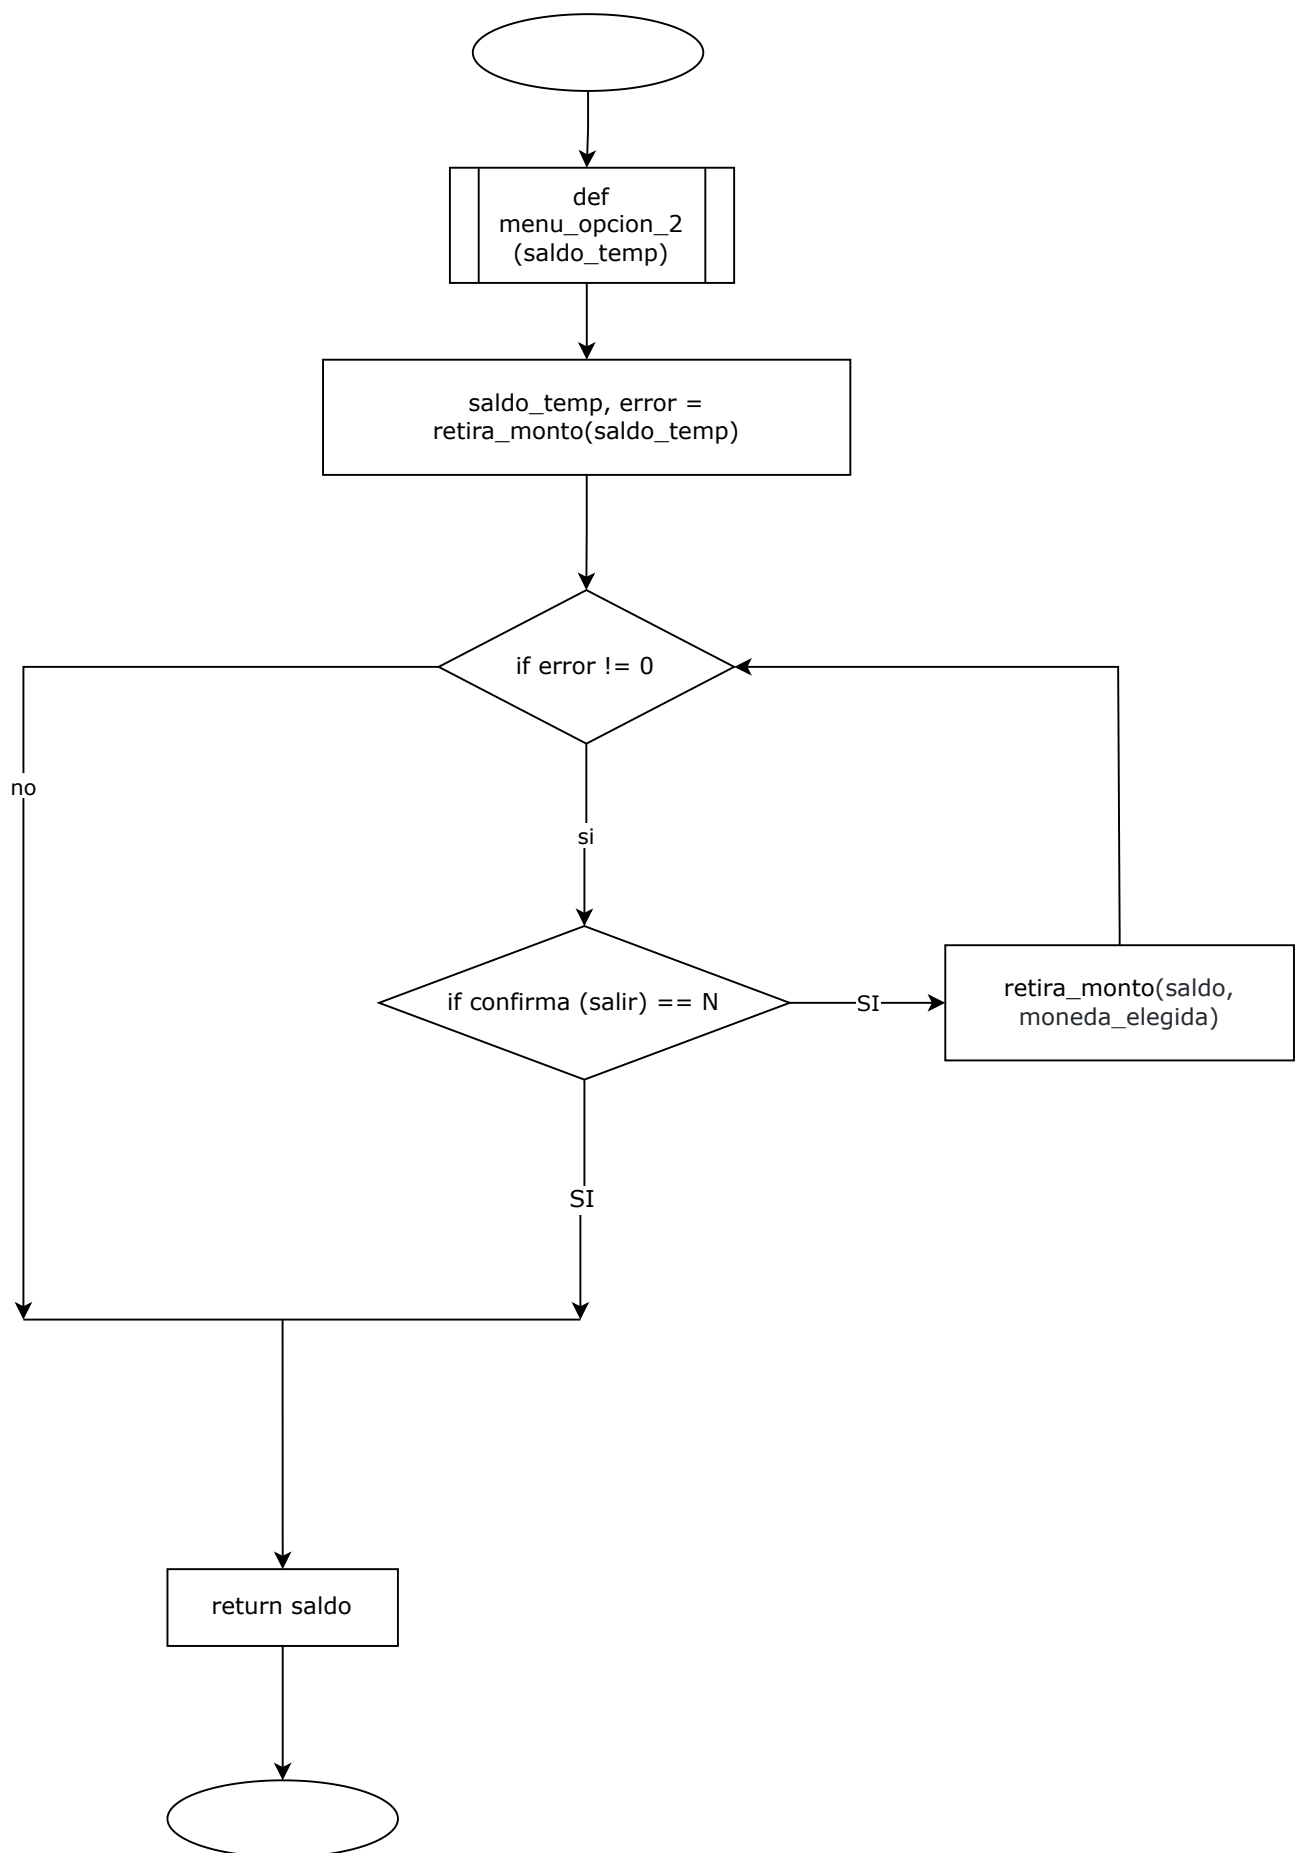 def
menu_opcion_2
(saldo_temp)
saldo_temp, error =
retira_monto(saldo_temp)
if error != 0
no
si
if confirma (salir) == N
SI
retira_monto(saldo,
moneda_elegida)
SI
return saldo